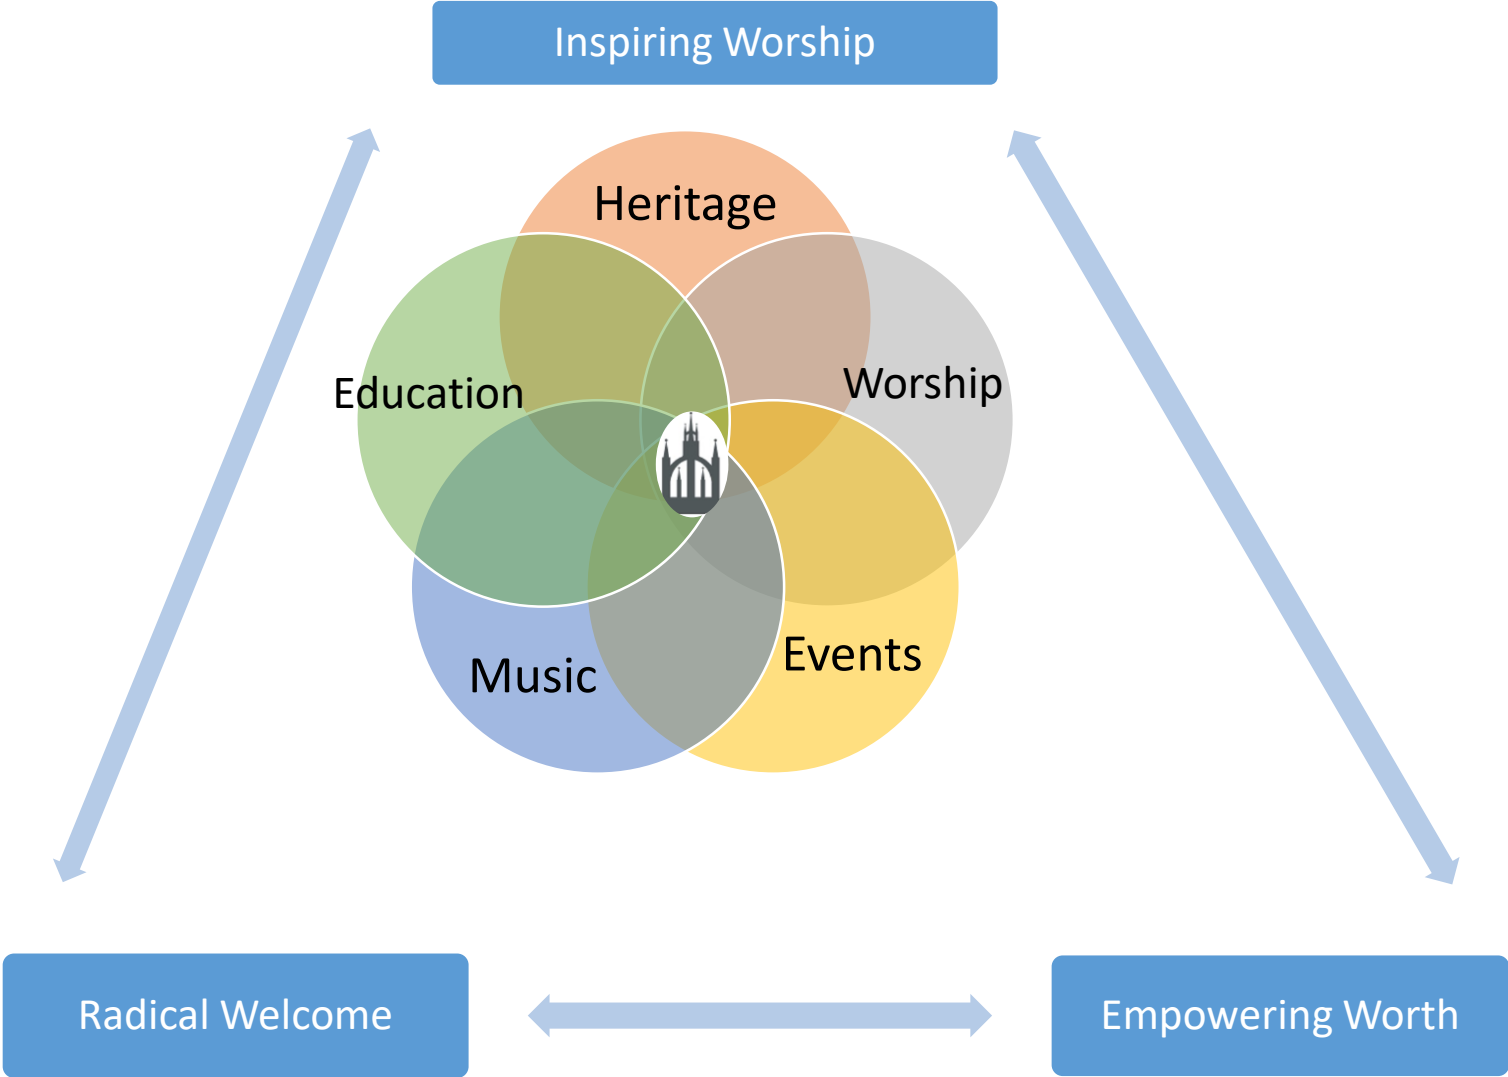 Inspiring Worship
Heritage
Worship
Education
Events
Music
Radical Welcome
Empowering Worth